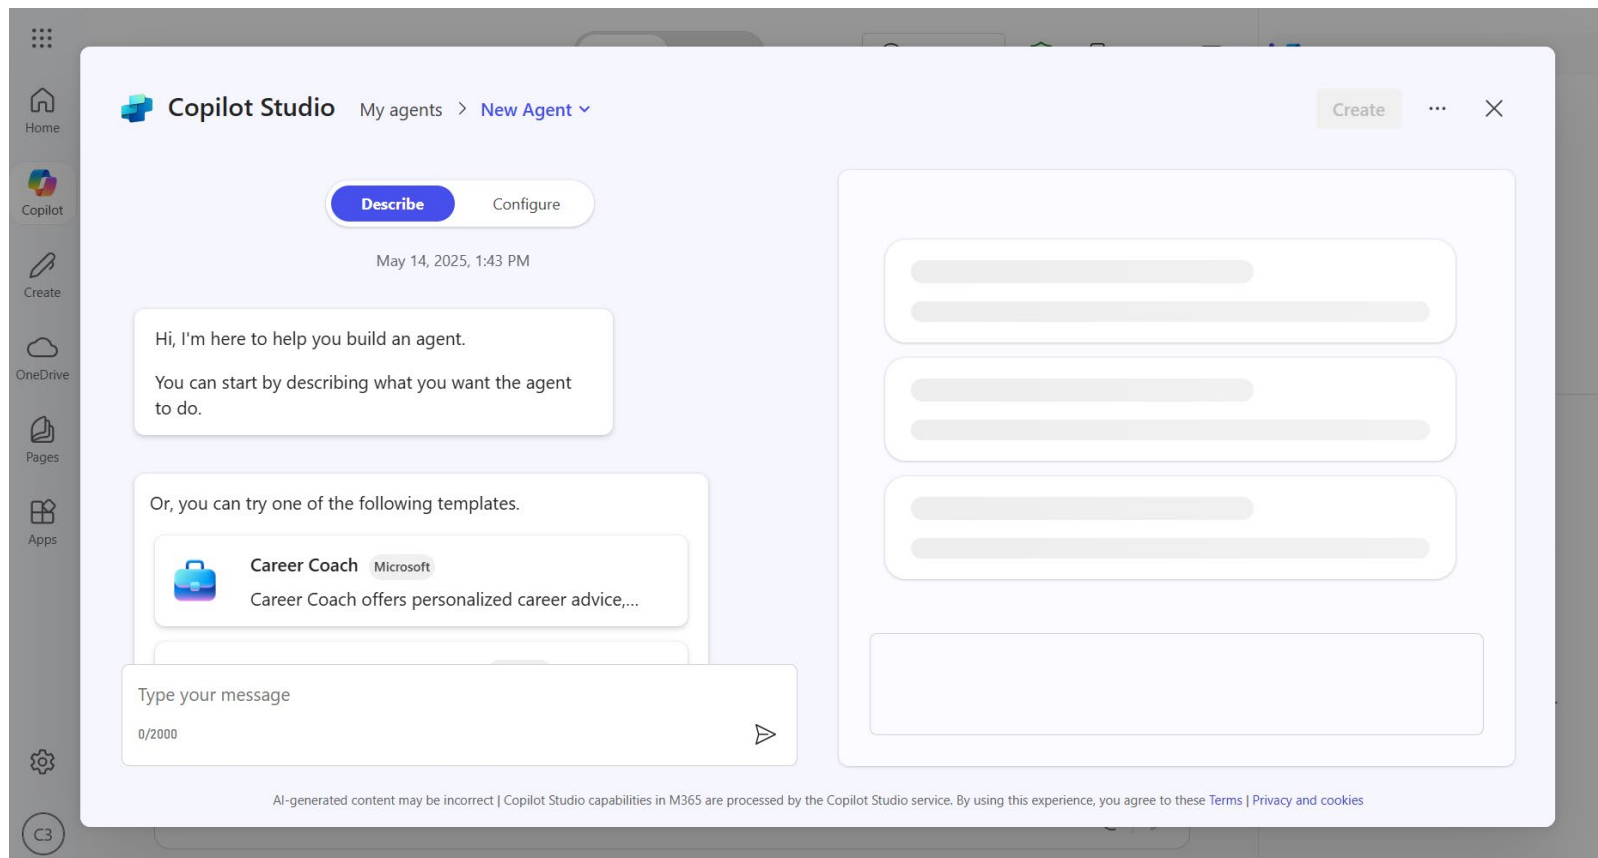 Home
Copilot
Create
OneDrive
Pages
Apps
C3
Copilot Studio My agents > New Agent
Create
Describe Configure
May 14, 2025, 1:43 PM
Hi, I'm here to help you build an agent.
You can start by describing what you want the agent
to do.
Or, you can try one of the following templates.
Career Coach Microsoft
Career Coach offers personalized career advice,...
Type your message
0/2000
AI-generated content may be incorrect | Copilot Studio capabilities in M365 are processed by the Copilot Studio service. By using this experience, you agree to these Terms | Privacy and cookies